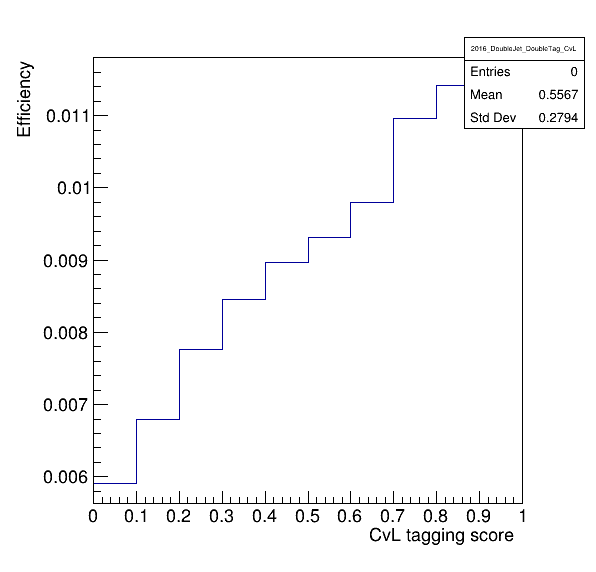 2016_DoubleJet_DoubleTag_CvL
Entries 0
Mean 0.5567
Std Dev 0.2794
Efficiency
0.011
0.01
0.009
0.008
0.007
0.006
0 0.1 0.2 0.3 0.4 0.5 0.6 0.7 0.8 0.9 1
CvL tagging score